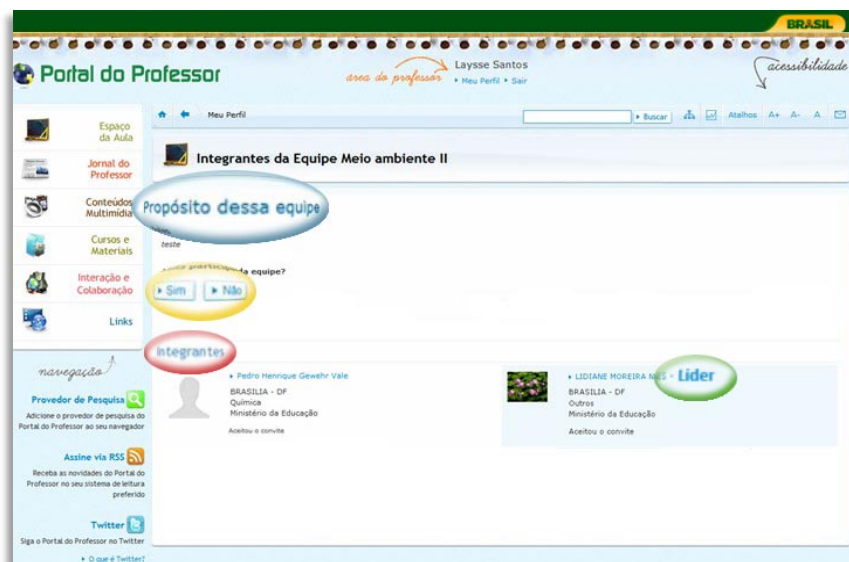 BRASIL
Portal do Professor
area do professor
Laysse Santos
Meu Perfil Sair
acessibilidade
Meu Perfil
Buscar
Atalhos A+ A- A
Espaço
da Aula
Jornal do
Professor
Conteúdos
Multimídia
Cursos e
Materiais
Interação e
Colaboração
Links
Integrantes da Equipe Meio ambiente II
Propósito dessa equipe
teste
da equipe?
Sim Não
Integrantes
Pedro Henrique Gewehr Vale
BRASILIA - DF
Química
Ministério da Educação
Aceitou o convite
LIDIANE MOREIRA - Líder
BRASILIA - DF
Outros
Ministério da Educação
Aceitou o convite
navegação
Provedor de Pesquisa
Adicione o provedor de pesquisa do
Portal do Professor ao seu navegador
Assine via RSS
Receba as novidades do Portal do
Professor no seu sistema de leitura
preferido
Twitter
Siga o Portal do Professor no Twitter
O que é Twitter?